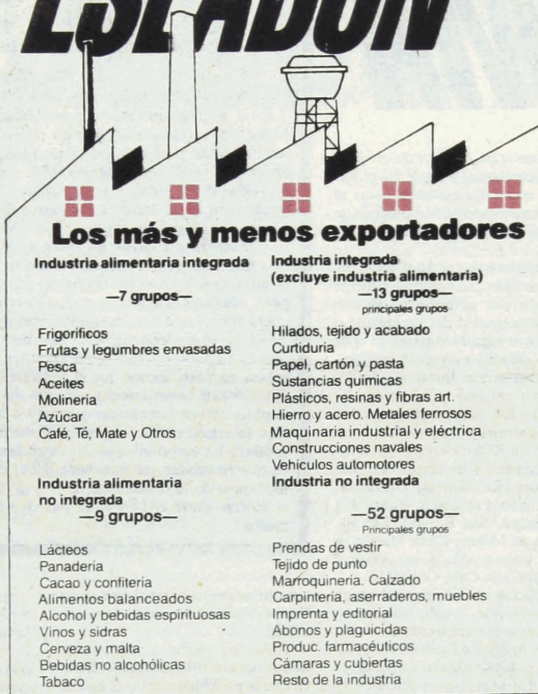 ESLABON
Los más y menos exportadores
Industria alimentaria integrada
—7 grupos—
Frigoríficos
Frutas y legumbres envasadas
Pesca
Aceites
Molinería
Azúcar
Café, Té, Mate y Otros
Industria integrada
(excluye industria alimentaria)
—13 grupos—
principales grupos
Hilados, tejido y acabado
Curtiduría
Papel, cartón y pasta
Sustancias químicas
Plásticos, resinas y fibras art.
Hierro y acero. Metales ferrosos
Maquinaria industrial y eléctrica
Construcciones navales
Vehículos automotores
Industria alimentaria
no integrada
—9 grupos—
Lácteos
Panadería
Cacao y confitería
Alimentos balanceados
Alcohol y bebidas espirituosas
Vinos y sidras
Cerveza y malta
Bebidas no alcohólicas
Tabaco
Industria no integrada
—52 grupos—
Principales grupos
Prendas de vestir
Tejido de punto
Marroquinería. Calzado
Carpintería, aserraderos, muebles
Imprenta y editorial
Abonos y plaguicidas
Produc. farmacéuticos
Cámaras y cubiertas
Resto de la industria